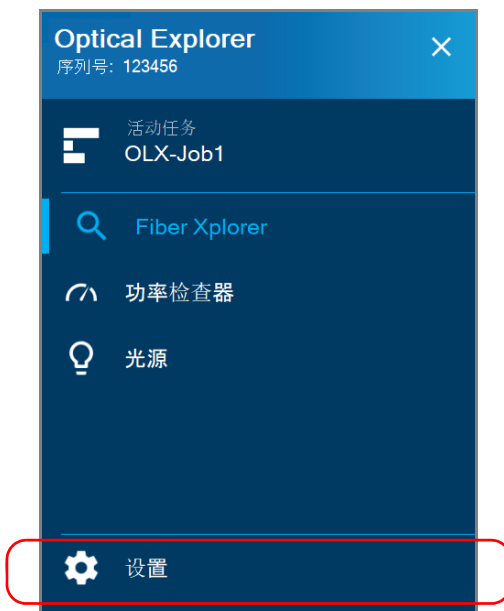 Optical Explorer
序列号: 123456
活动任务
OLX-Job1
Fiber Xplorer
功率检查器
光源
设置